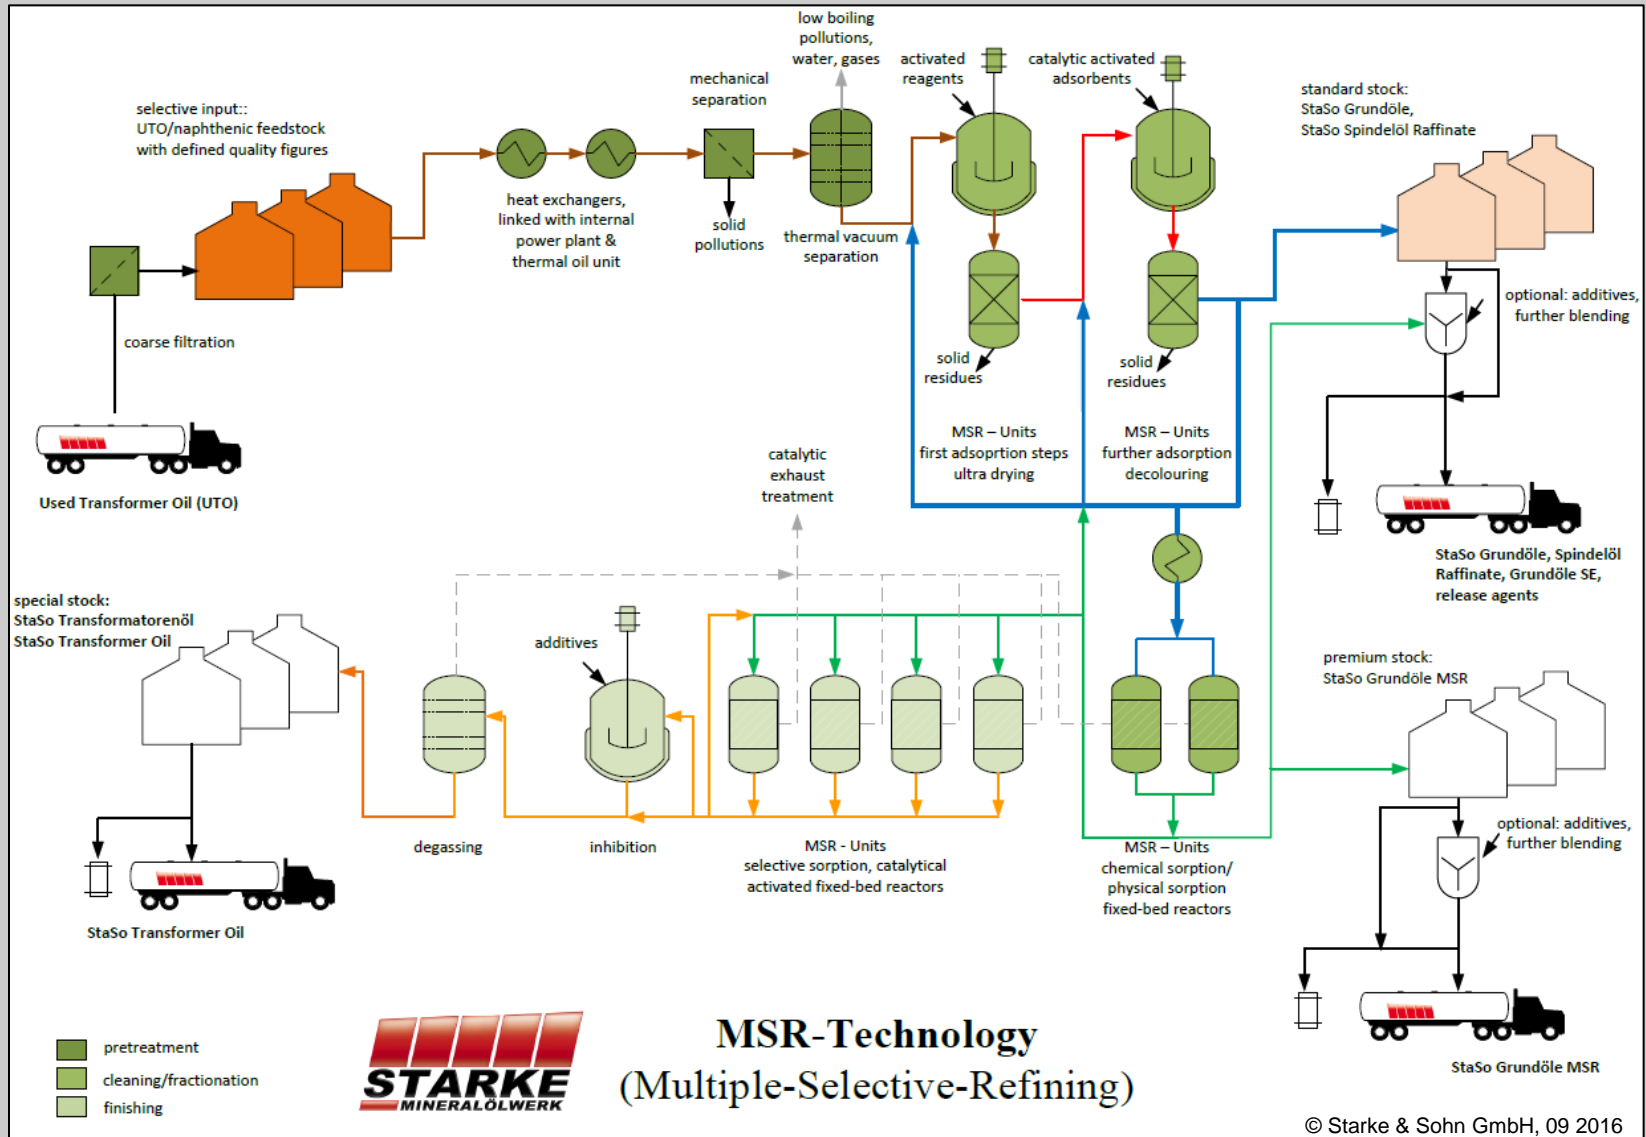 low boiling
pollutions,
water, gases
activated
reagents
catalytic activated
adsorbents
mechanical
separation
selective input::
UTO/naphthenic feedstock
with defined quality figures
standard stock:
StaSo Grundöle,
StaSo Spindelöl Raffinate
heat exchangers,
linked with internal
power plant &
thermal oil unit
solid
pollutions
thermal vacuum
separation
optional: additives,
further blending
coarse filtration
solid
residues
solid
residues
MSR – Units
first adsoprtion steps
ultra drying
MSR – Units
further adsorption
decolouring
catalytic
exhaust
treatment
Used Transformer Oil (UTO)
StaSo Grundöle, Spindelöl
Raffinate, Grundöle SE,
release agents
special stock:
StaSo Transformatorenöl
StaSo Transformer Oil
additives
premium stock:
StaSo Grundöle MSR
degassing
inhibition
MSR - Units
selective sorption, catalytical
activated fixed-bed reactors
MSR – Units
chemical sorption/
physical sorption
fixed-bed reactors
optional: additives,
further blending
StaSo Transformer Oil
StaSo Grundöle MSR
pretreatment
cleaning/fractionation
finishing
STARKE
MINERALÖLWERK
MSR-Technology
(Multiple-Selective-Refining)
© Starke & Sohn GmbH, 09 2016